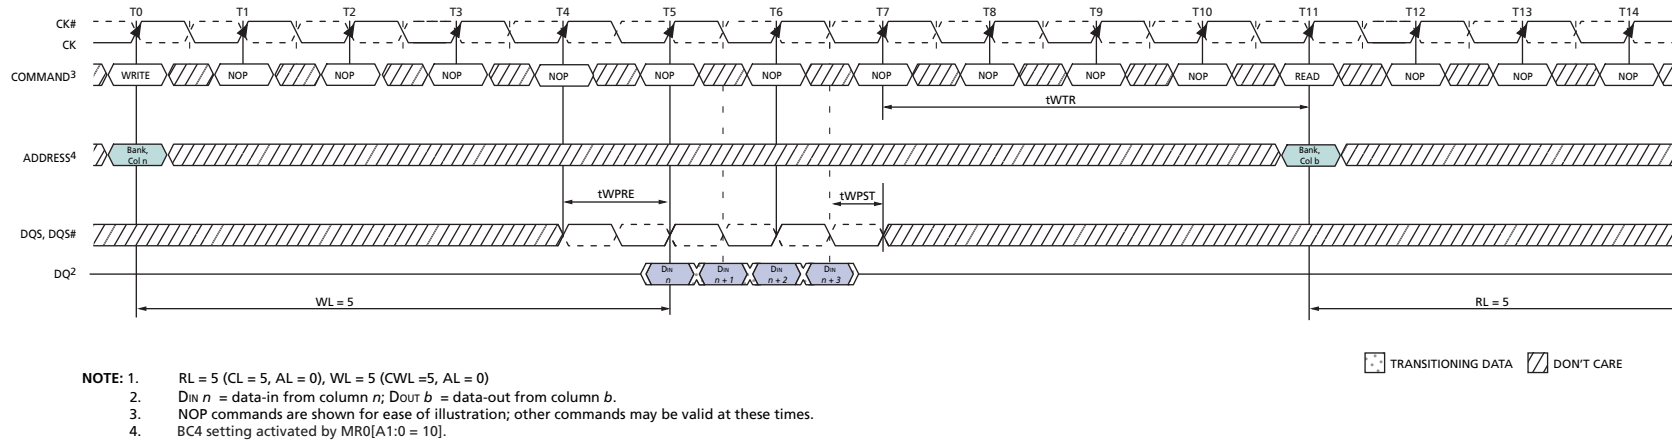 T0 T1 T2 T3 T4 T5 T6 T7 T8 T9 T10 T11 T12 T13 T14
CK#
CK
COMMAND3 WRITE NOP NOP NOP NOP NOP NOP NOP NOP NOP NOP READ NOP NOP NOP
tWTR
ADDRESS4 Bank, Col n Bank, Col b
tWPRE tWPST
DQS, DQS#
DQ2 DIN n DIN n + 1 DIN n + 2 DIN n + 3
WL = 5 RL = 5
TRANSITIONING DATA DON'T CARE
NOTE: 1. RL = 5 (CL = 5, AL = 0), WL = 5 (CWL =5, AL = 0)
2. DIN n = data-in from column n; DOUT b = data-out from column b.
3. NOP commands are shown for ease of illustration; other commands may be valid at these times.
4. BC4 setting activated by MR0[A1:0 = 10].